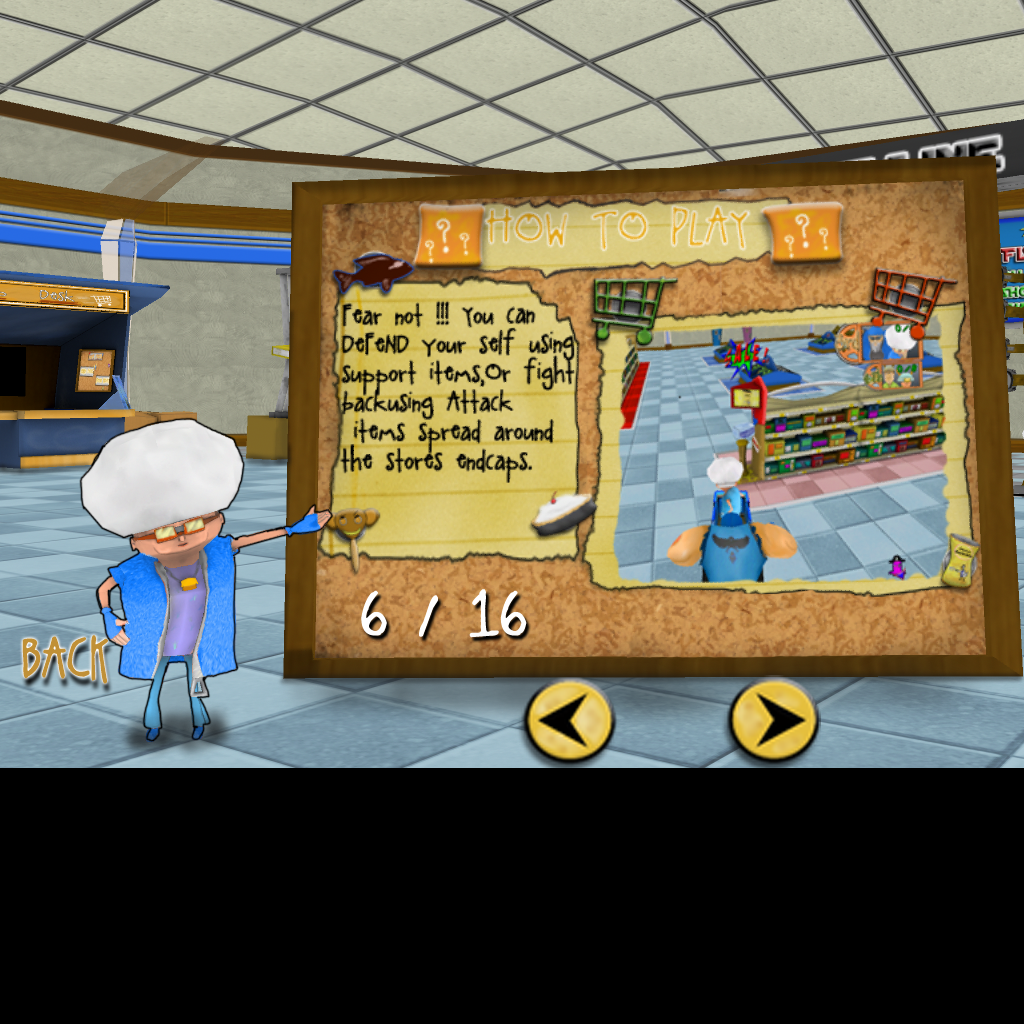 HOW TO PLAY
? ? ?
? ? ?
Fear not !!! You can
DeFeND your self using
support items,Or fight
backusing Attack
items spread around
the stores endcaps.
6 / 16
BACK
Desk